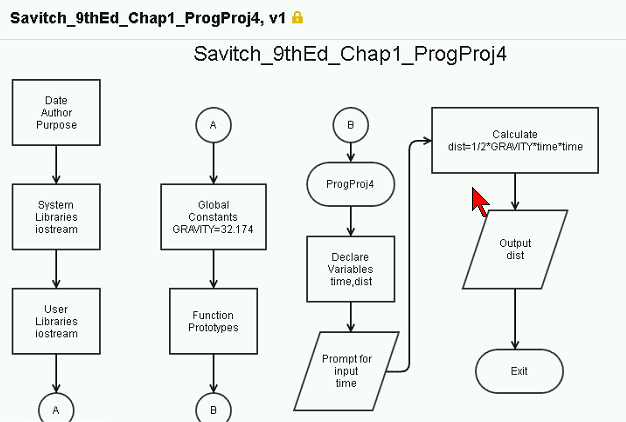 Savitch_9thEd_Chap1_ProgProj4, v1
Savitch_9thEd_Chap1_ProgProj4
Date
Author
Purpose
System
Libraries
iostream
User
Libraries
iostream
A
A
Global
Constants
GRAVITY=32.174
Function
Prototypes
B
B
ProgProj4
Declare
Variables
time,dist
Prompt for
input
time
Calculate
dist=1/2*GRAVITY*time*time
Output
dist
Exit